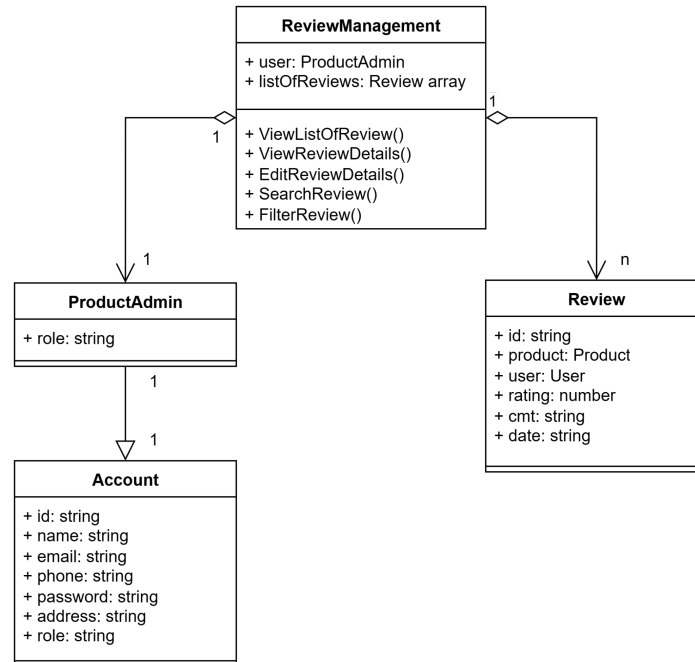 ReviewManagement
+ user: ProductAdmin
+ listOfReviews: Review array
1
1
+ ViewListOfReview()
+ ViewReviewDetails()
+ EditReviewDetails()
+ SearchReview()
+ FilterReview()
1
n
ProductAdmin
+ role: string
1
1
Review
+ id: string
+ product: Product
+ user: User
+ rating: number
+ cmt: string
+ date: string
Account
+ id: string
+ name: string
+ email: string
+ phone: string
+ password: string
+ address: string
+ role: string